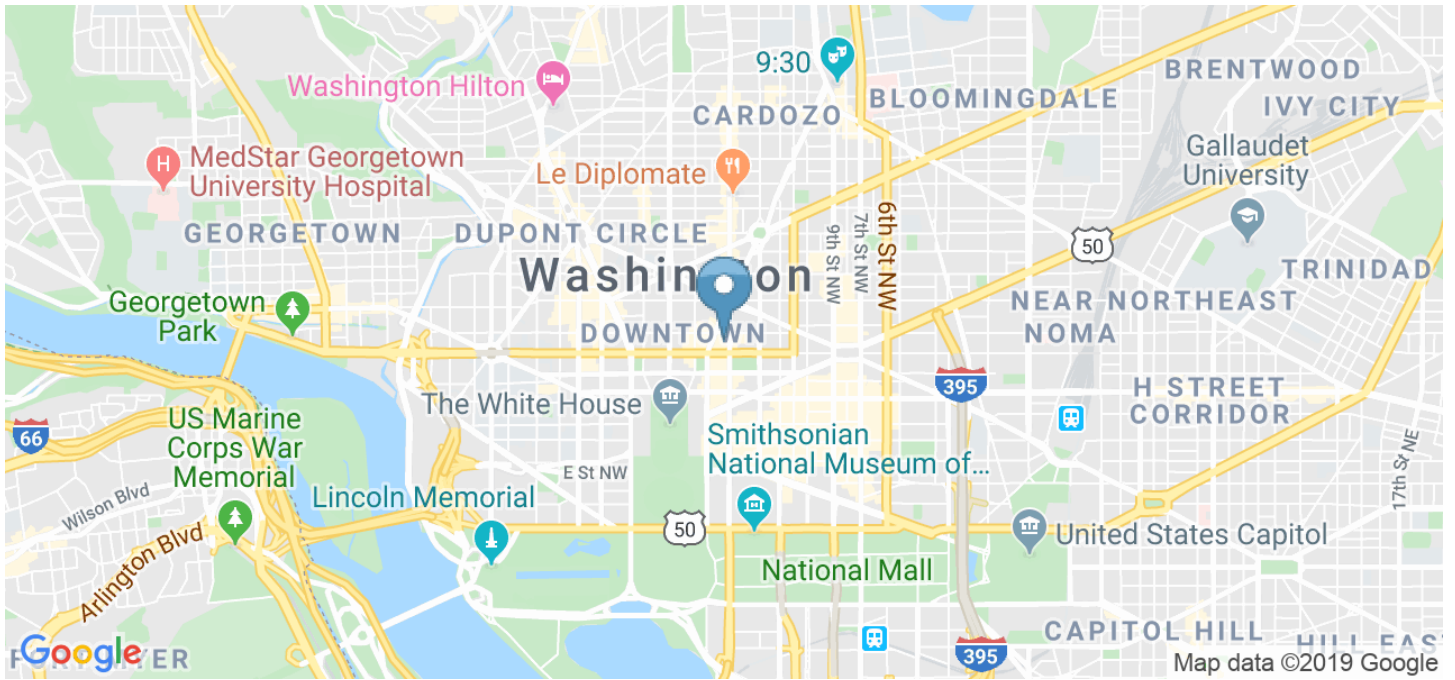 9:30
BRENTWOOD
Washington Hilton
BLOOMINGDALE
IVY CITY
CARDOZO
MedStar Georgetown
University Hospital
Gallaudet
University
Le Diplomate
GEORGETOWN
DUPONT CIRCLE
6th St NW
7th St NW
9th St NW
50
Washington
TRINIDAD
Georgetown
Park
NEAR NORTHEAST
NOMA
DOWNTOWN
395
H STREET
CORRIDOR
The White House
US Marine
Corps War
Memorial
66
Smithsonian
National Museum of...
E St NW
17th St NE
Wilson Blvd
Lincoln Memorial
50
United States Capitol
Arlington Blvd
National Mall
CAPITOL HILL
HILL EAS
395
Google
Map data ©2019 Google